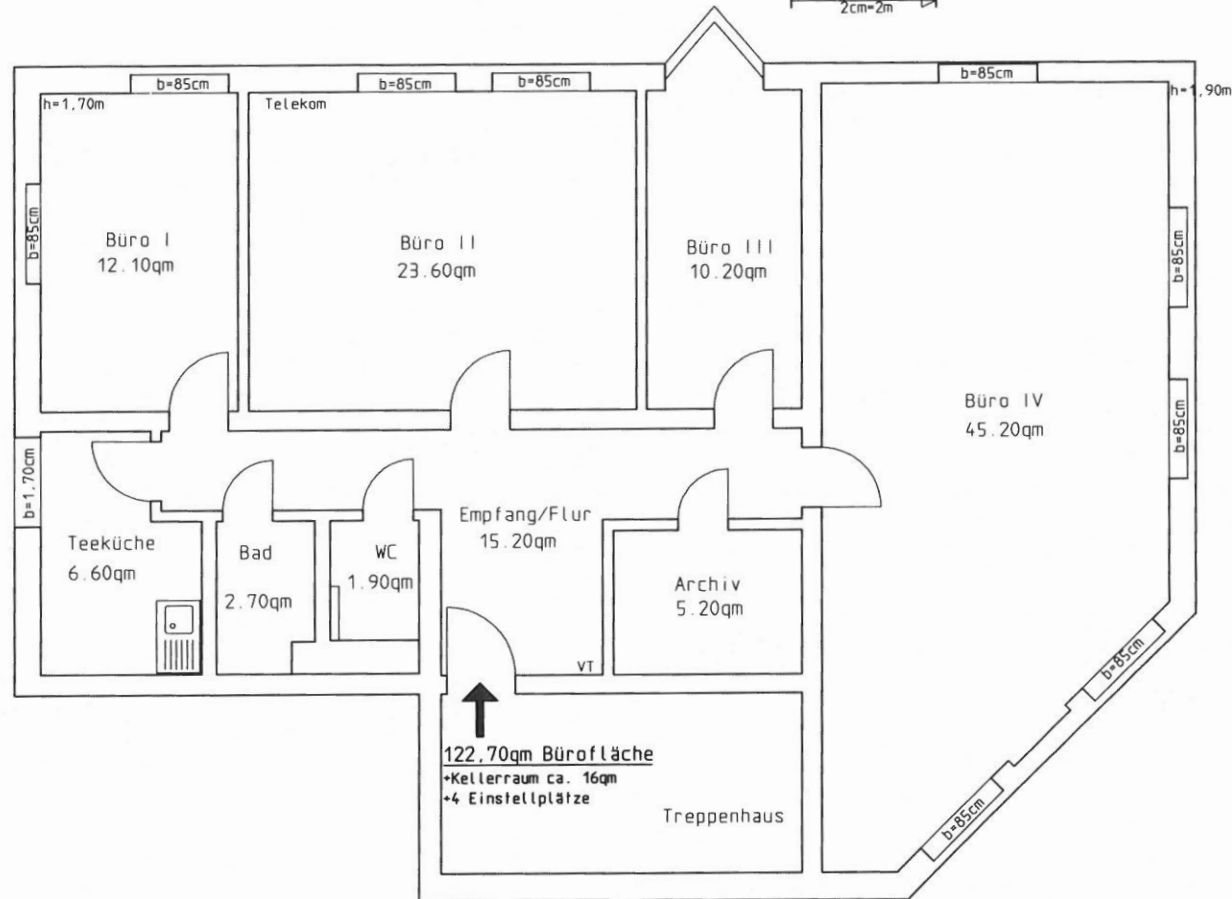 2cm=2m
b=85cm
b=85cm
b=85cm
b=85cm
h=1,70m
Telekom
h=1,90m
b=85cm
Büro I
12.10qm
Büro II
23.60qm
Büro III
10.20qm
b=85cm
Büro IV
45.20qm
b=85cm
b=1,70cm
Teeküche
6.60qm
Bad
2.70qm
WC
1.90qm
Empfang/Flur
15.20qm
Archiv
5.20qm
VT
b=85cm
122,70qm Bürofläche
+Kellerraum ca. 16qm
+4 Einstellplätze
Treppenhaus
b=85cm